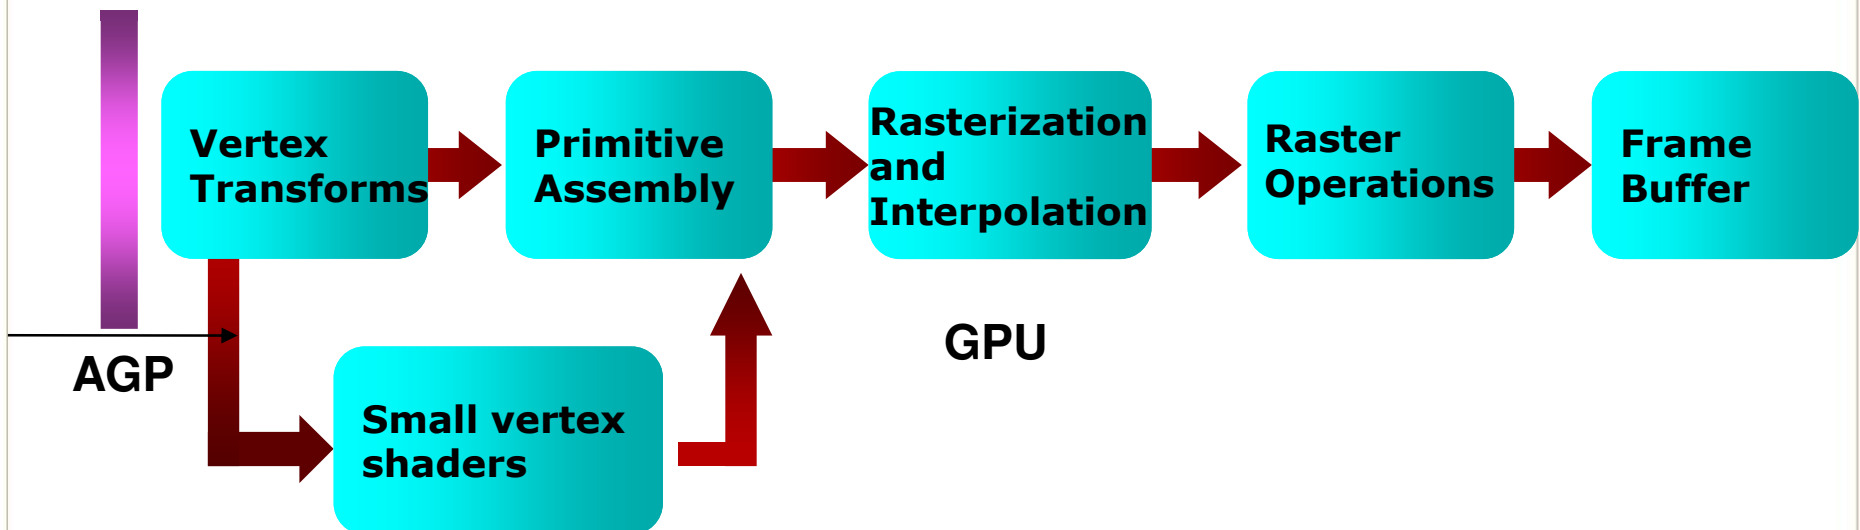 Vertex
Transforms
Primitive
Assembly
Rasterization
and
Interpolation
Raster
Operations
Frame
Buffer
AGP
GPU
Small vertex
shaders